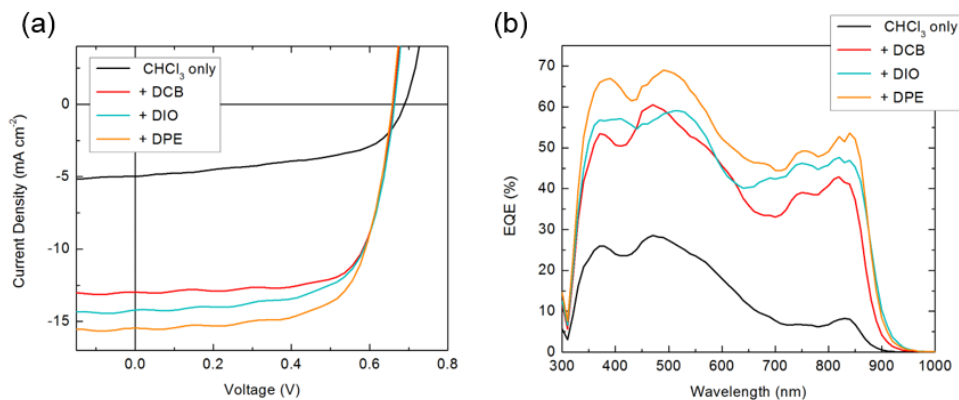 (a)
CHCl₃ only
+ DCB
+ DIO
+ DPE
Current Density (mA cm⁻²)
0
-5
-10
-15
0.0 0.2 0.4 0.6 0.8
Voltage (V)
(b)
CHCl₃ only
+ DCB
+ DIO
+ DPE
EQE (%)
70
60
50
40
30
20
10
0
300 400 500 600 700 800 900 1000
Wavelength (nm)